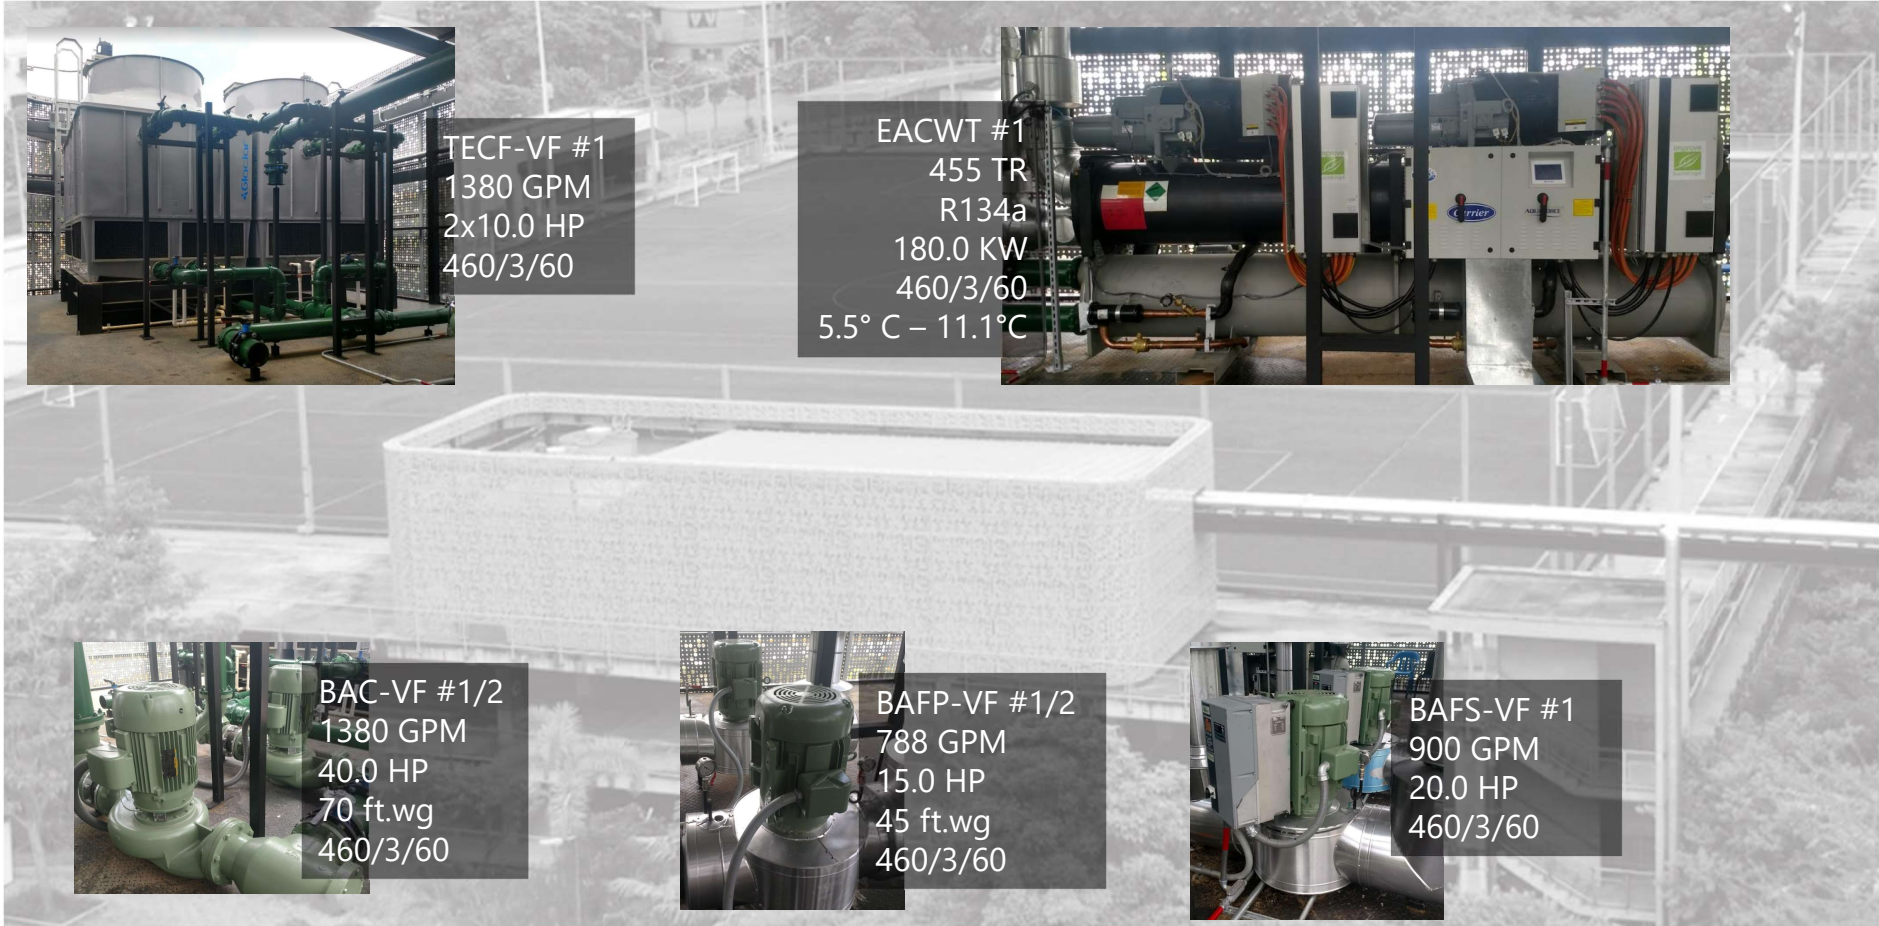 TECF-VF #1
1380 GPM
2x10.0 HP
460/3/60
EACWT #1
455 TR
R134a
180.0 KW
460/3/60
5.5° C – 11.1°C
Carrier
BAC-VF #1/2
1380 GPM
40.0 HP
70 ft.wg
460/3/60
BAFP-VF #1/2
788 GPM
15.0 HP
45 ft.wg
460/3/60
BAFS-VF #1
900 GPM
20.0 HP
460/3/60